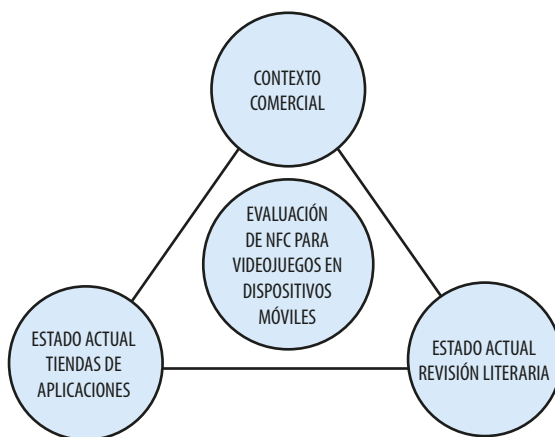 CONTEXTO
COMERCIAL
EVALUACIÓN
DE NFC PARA
VIDEOJUEGOS EN
DISPOSITIVOS
MÓVILES
ESTADO ACTUAL
TIENDAS DE
APLICACIONES
ESTADO ACTUAL
REVISIÓN LITERARIA